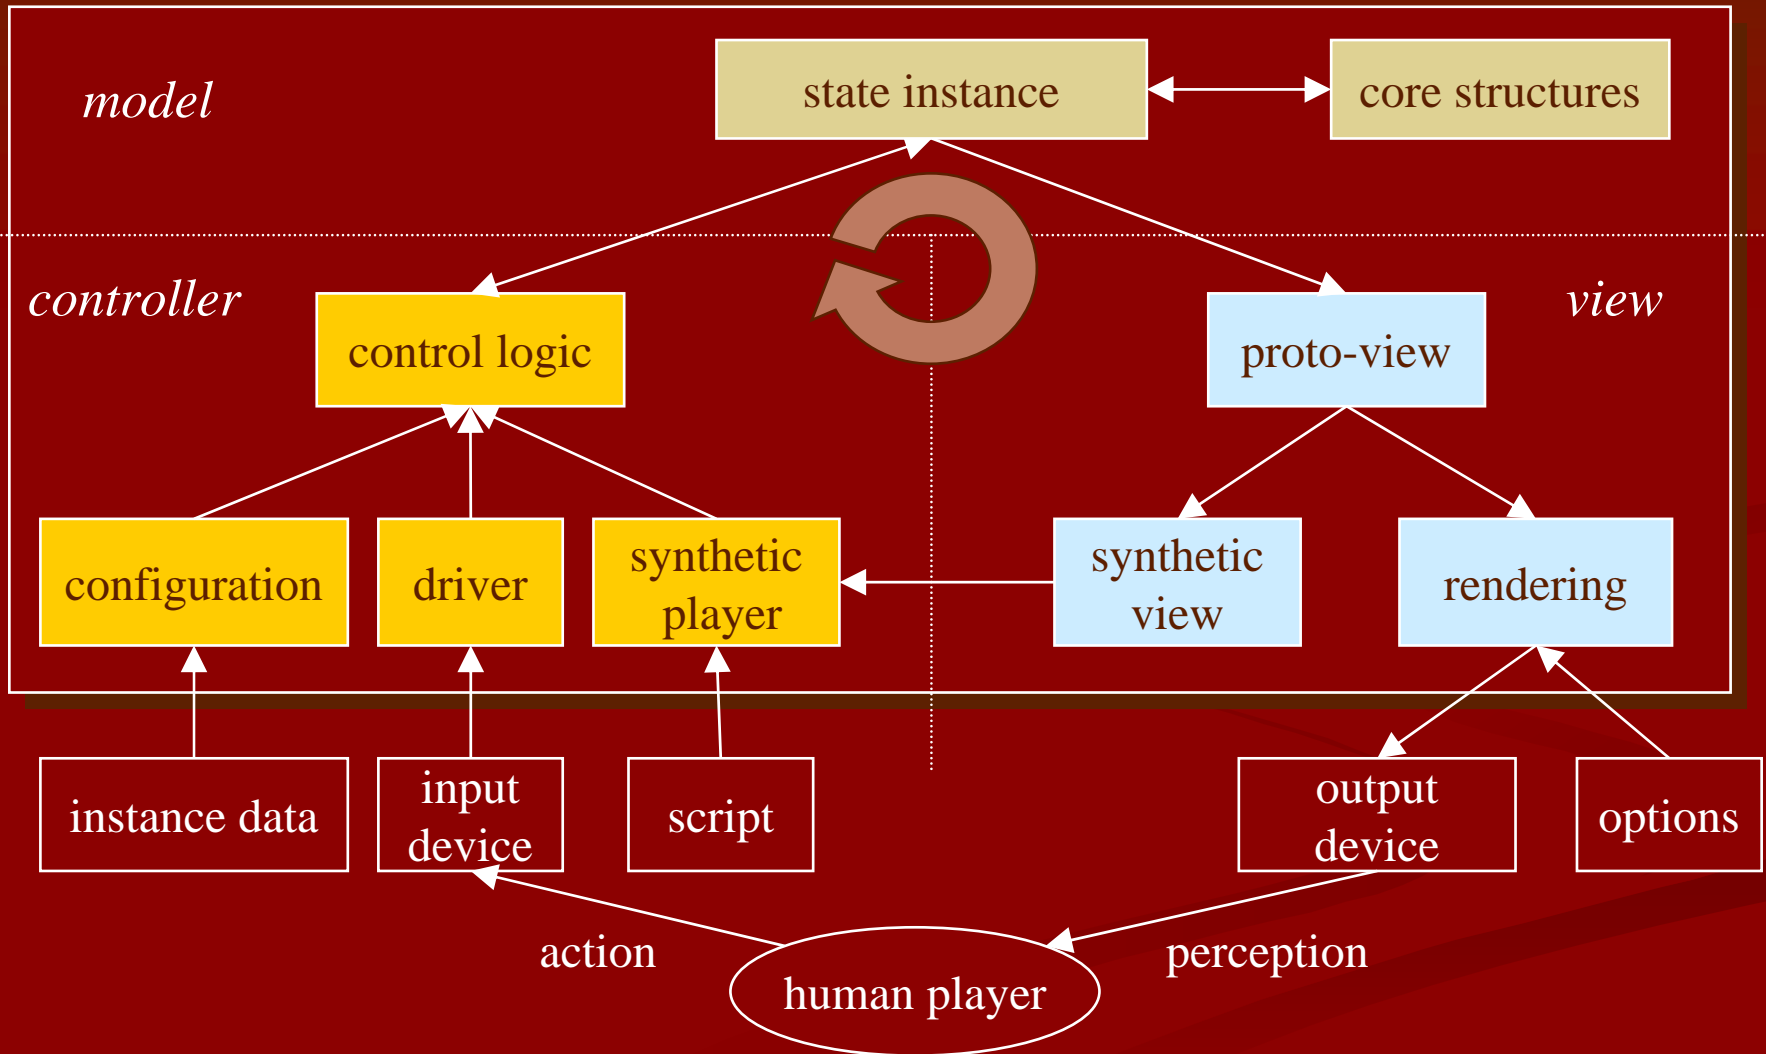 model
state instance
core structures
controller
view
control logic
proto-view
configuration
driver
synthetic
player
synthetic
view
rendering
instance data
input
device
script
output
device
options
action
perception
human player